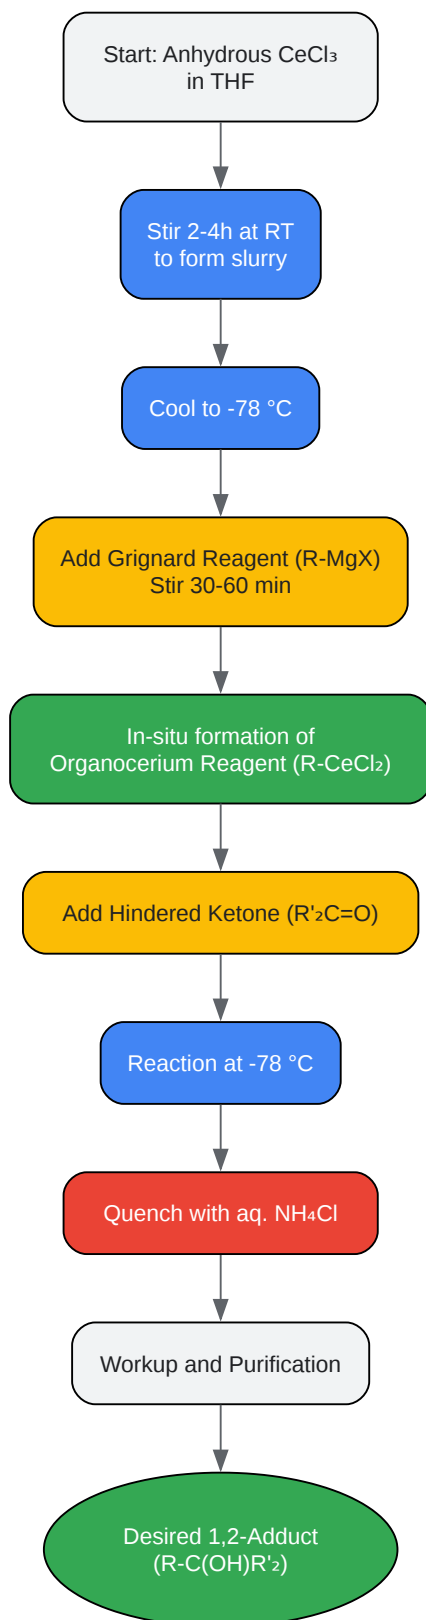 Start: Anhydrous CeCl₃
in THF
Stir 2-4h at RT
to form slurry
Cool to -78 °C
Add Grignard Reagent (R-MgX)
Stir 30-60 min
In-situ formation of
Organocerium Reagent (R-CeCl₂)
Add Hindered Ketone (R'₂C=O)
Reaction at -78 °C
Quench with aq. NH₄Cl
Workup and Purification
Desired 1,2-Adduct
(R-C(OH)R'₂)